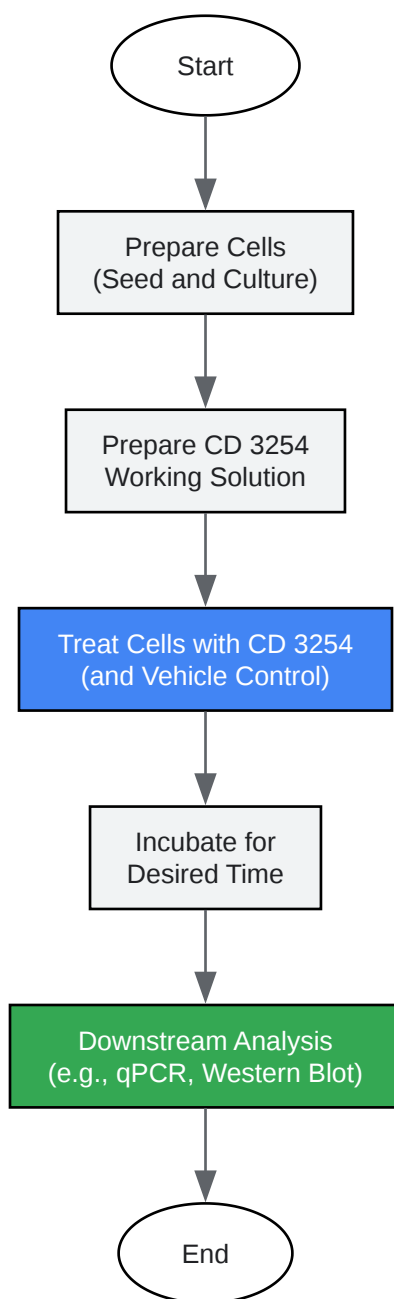 Start
Prepare Cells
(Seed and Culture)
Prepare CD 3254
Working Solution
Treat Cells with CD 3254
(and Vehicle Control)
Incubate for
Desired Time
Downstream Analysis
(e.g., qPCR, Western Blot)
End